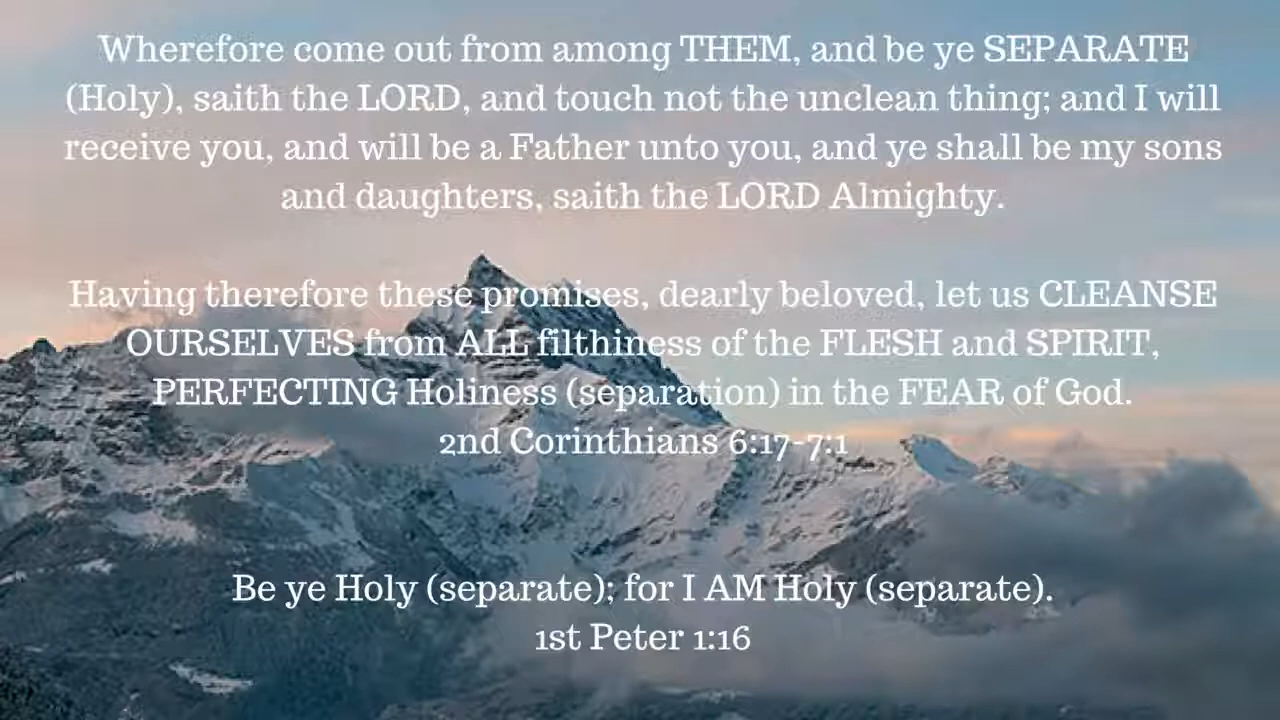 Wherefore come out from among THEM, and be ye SEPARATE
(Holy), saith the LORD, and touch not the unclean thing; and I will
receive you, and will be a Father unto you, and ye shall be my sons
and daughters, saith the LORD Almighty.
Having therefore these promises, dearly beloved, let us CLEANSE
OURSELVES from ALL filthiness of the FLESH and SPIRIT,
PERFECTING Holiness (separation) in the FEAR of God.
2nd Corinthians 6:17-7:1
Be ye Holy (separate); for I AM Holy (separate).
1st Peter 1:16